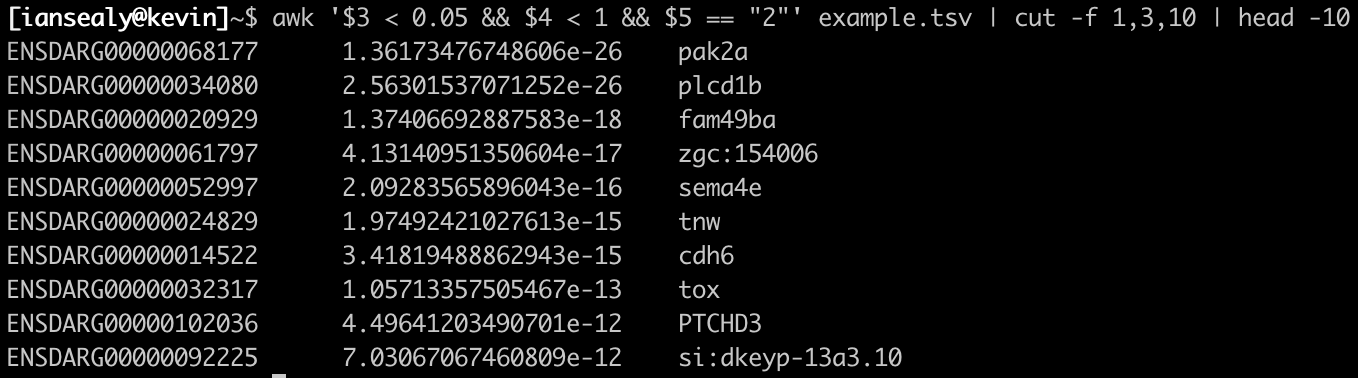 [iansealy@kevin]~$ awk '$3 < 0.05 && $4 < 1 && $5 == "2"' example.tsv | cut -f 1,3,10 | head -10
ENSDARG00000068177 1.36173476748606e-26 pak2a
ENSDARG00000034080 2.56301537071252e-26 plcd1b
ENSDARG00000020929 1.37406692887583e-18 fam49ba
ENSDARG00000061797 4.13140951350604e-17 zgc:154006
ENSDARG00000052997 2.09283565896043e-16 sema4e
ENSDARG00000024829 1.97492421027613e-15 tnw
ENSDARG00000014522 3.41819488862943e-15 cdh6
ENSDARG00000032317 1.05713357505467e-13 tox
ENSDARG00000102036 4.49641203490701e-12 PTCHD3
ENSDARG00000092225 7.03067067460809e-12 si:dkeyp-13a3.10